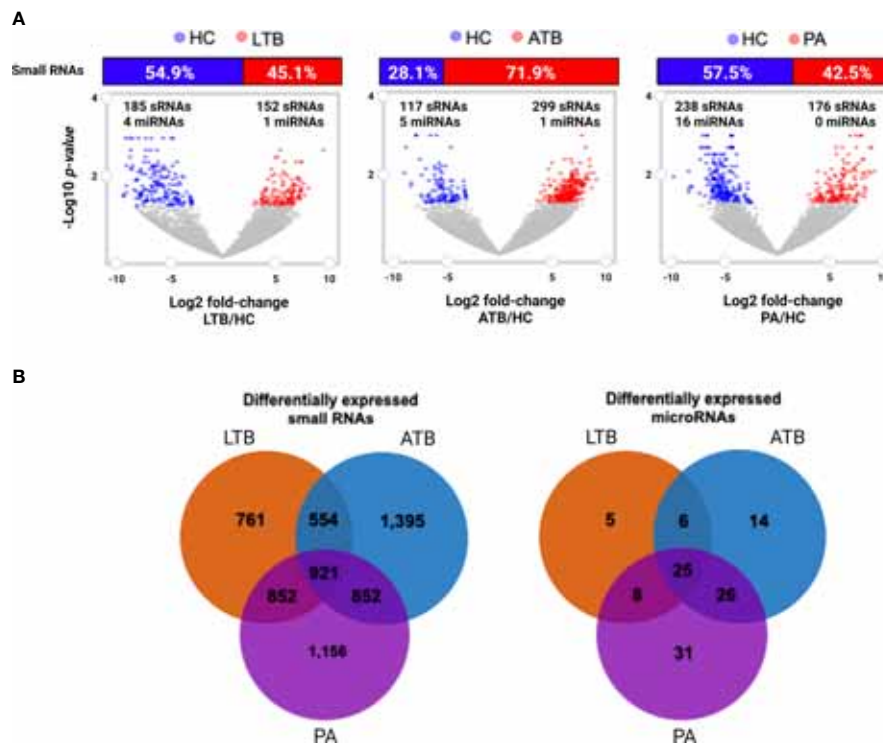 A
HC LTB
HC ATB
HC PA
Small RNAs
54.9% 45.1%
28.1% 71.9%
57.5% 42.5%
4
2
-Log10 p-value
185 sRNAs
4 miRNAs
152 sRNAs
1 miRNAs
-10 -5 5 10
Log2 fold-change
LTB/HC
4
2
117 sRNAs
5 miRNAs
299 sRNAs
1 miRNAs
-10 -5 5 10
Log2 fold-change
ATB/HC
4
2
238 sRNAs
16 miRNAs
176 sRNAs
0 miRNAs
-10 -5 5 10
Log2 fold-change
PA/HC
B
Differentially expressed
small RNAs
LTB ATB
761 554 1,395
921
852 852
1,156
PA
Differentially expressed
microRNAs
LTB ATB
5 6 14
25
8 26
31
PA